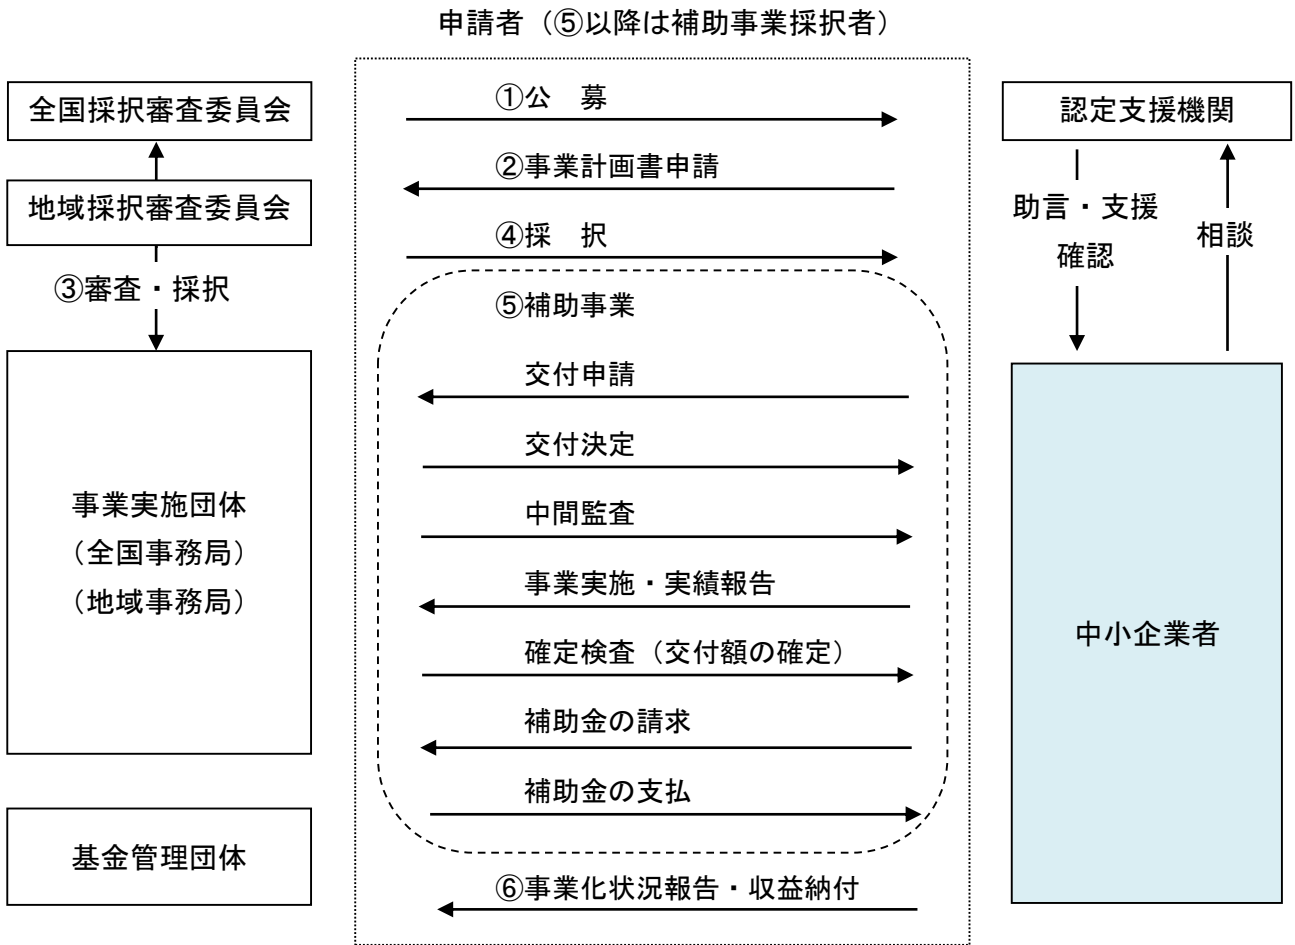 申請者（⑤以降は補助事業採択者）
全国採択審査委員会
地域採択審査委員会
③審査・採択
事業実施団体
（全国事務局）
（地域事務局）
基金管理団体
①公　募
②事業計画書申請
④採　択
⑤補助事業
交付申請
交付決定
中間監査
事業実施・実績報告
確定検査（交付額の確定）
補助金の請求
補助金の支払
⑥事業化状況報告・収益納付
認定支援機関
助言・支援
確認
相談
中小企業者